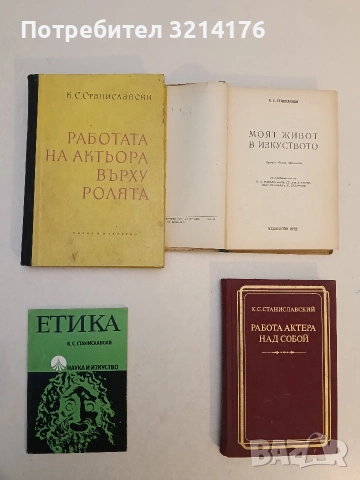 Потребител 3214176
К.С.Станиславски
РАБОТАТА
НА АКТЬОРА
ВЪРХУ
РОЛЯТА
К. С. СТАНИСЛАВСКИ
МОЯТ ЖИВОТ
В ИЗКУСТВОТО
ЕТИКА
К. С. СТАНИСЛАВСКИ
НАУКА И ИЗКУСТВО
К. С. СТАНИСЛАВСКИЙ
РАБОТА АКТЕРА
НАД СОБОЙ
bazar